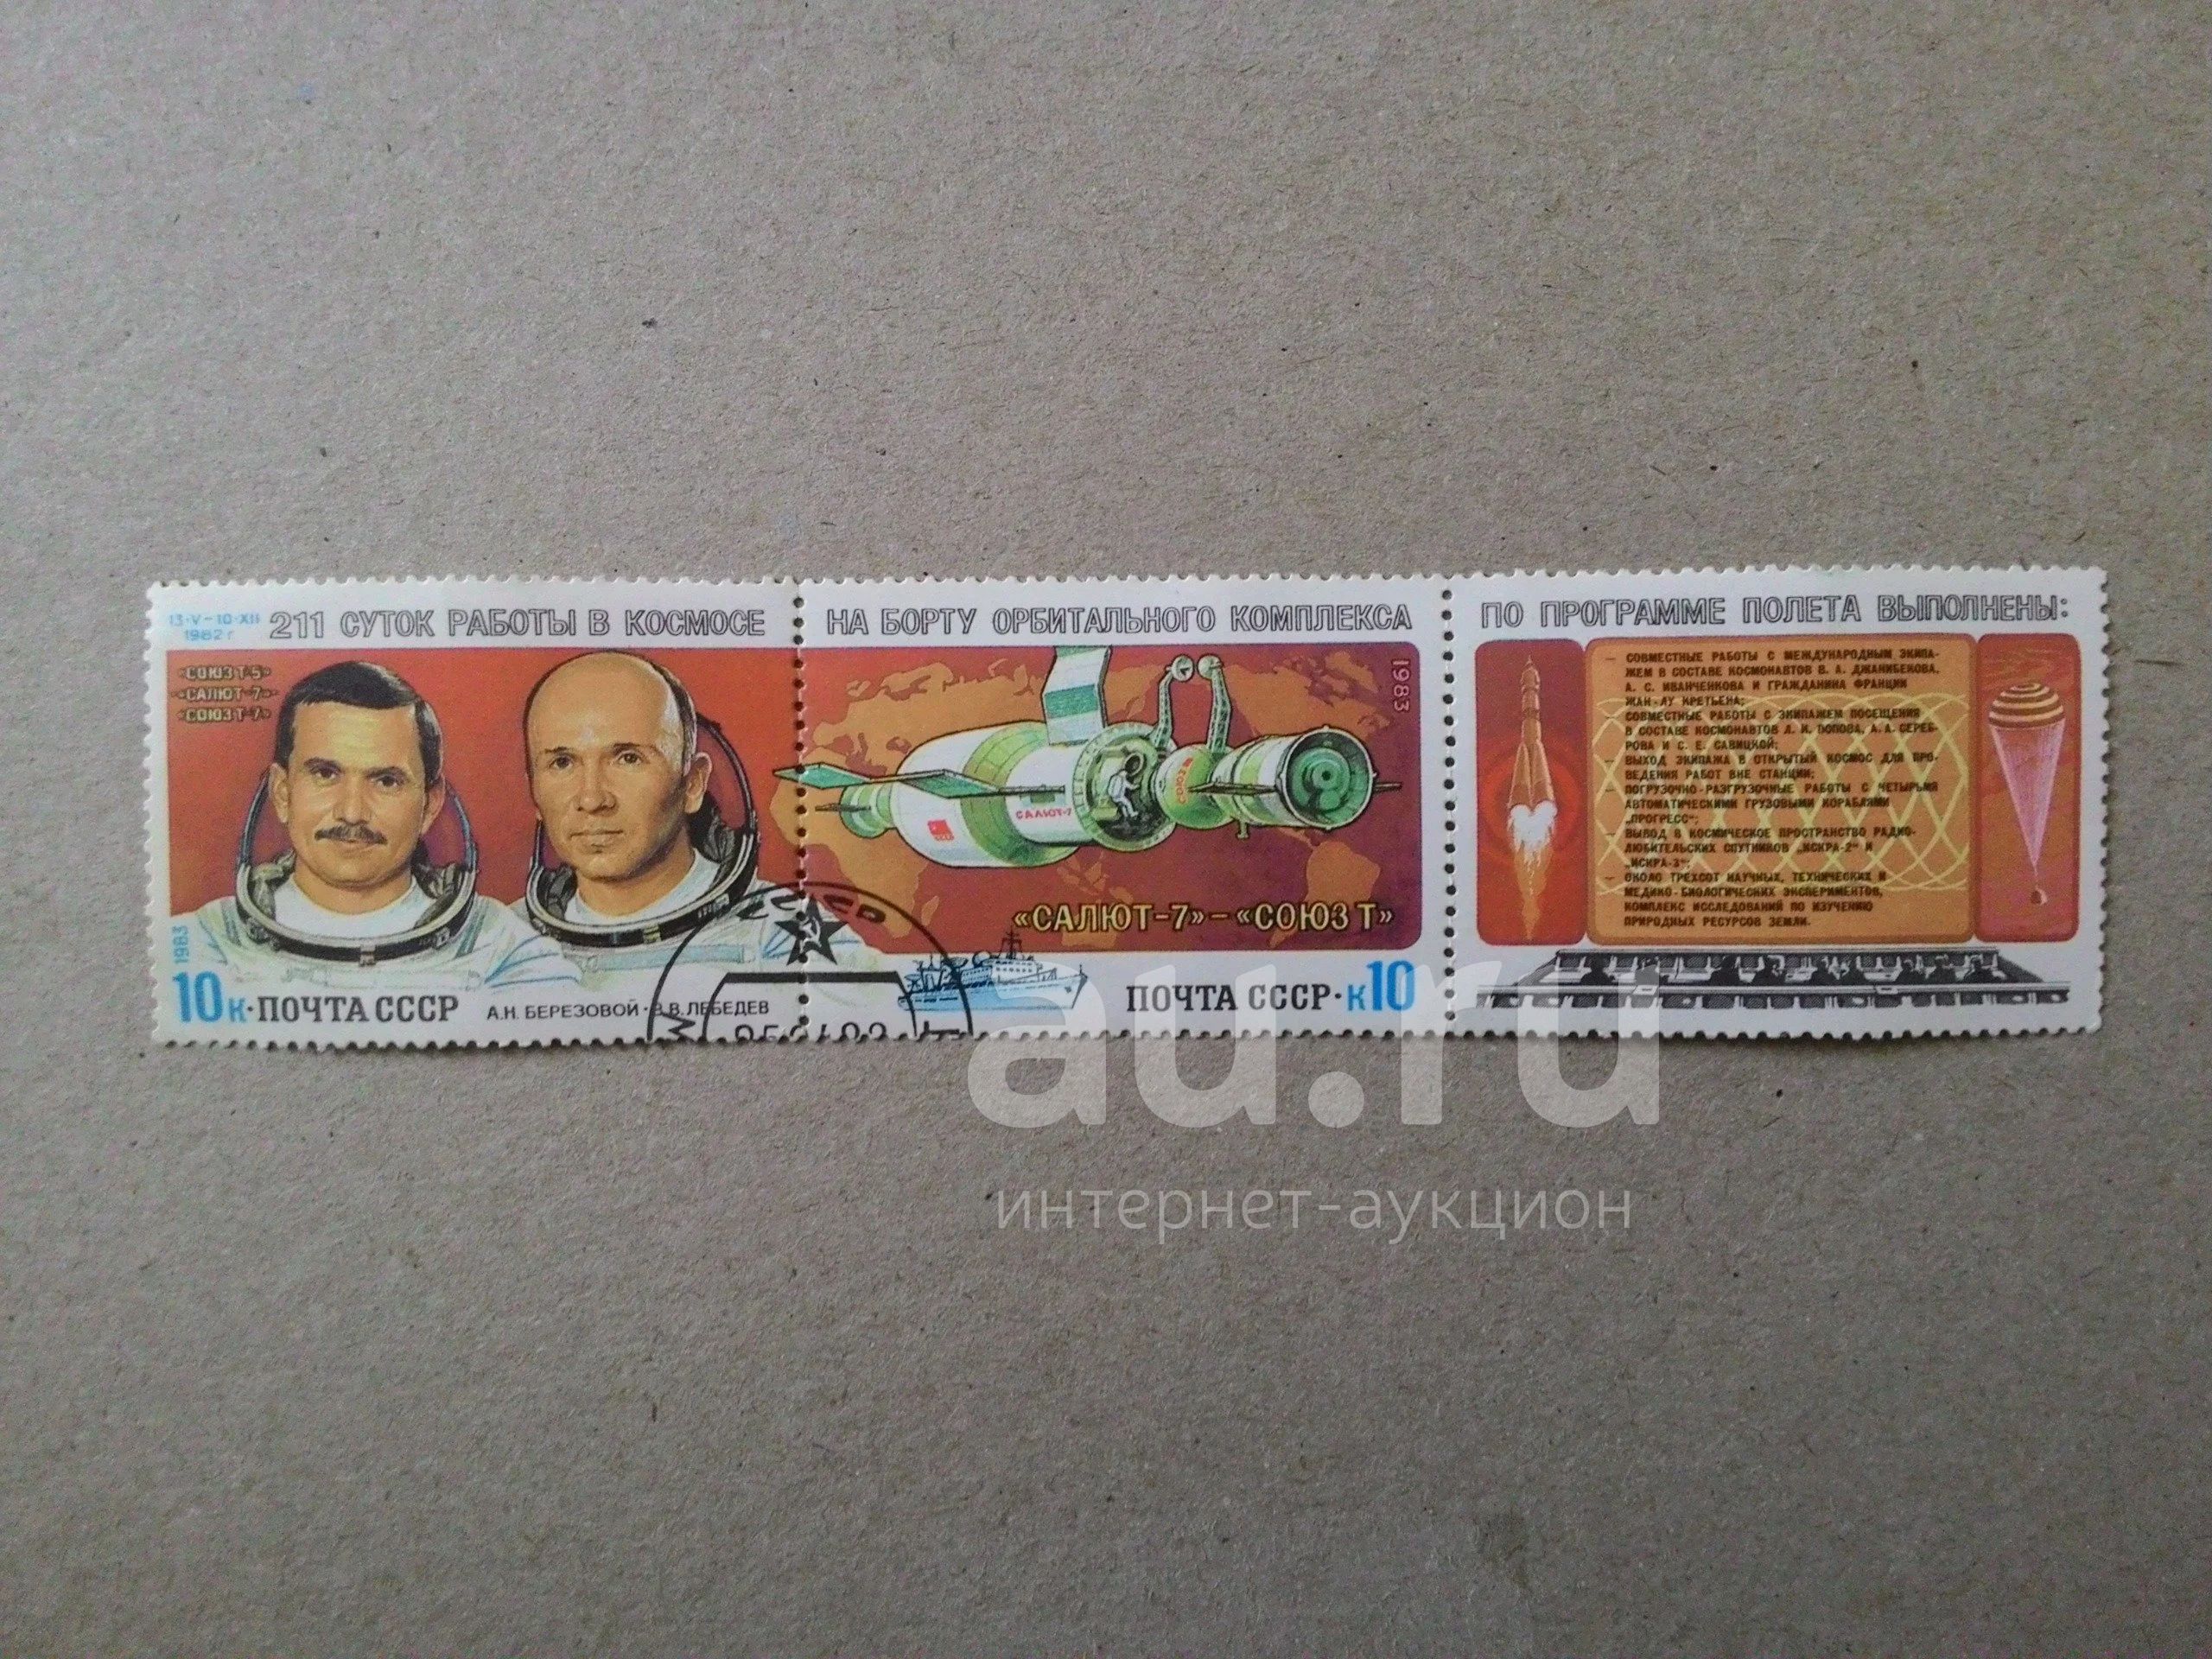 13·V–10·XII
1982 г
211 СУТОК РАБОТЫ В КОСМОСЕ
«СОЮЗ Т-5»
«САЛЮТ-7»
«СОЮЗ Т-7»
1983
10к·ПОЧТА СССР
А.Н. БЕРЕЗОВОЙ · В.В. ЛЕБЕДЕВ
СССР
НА БОРТУ ОРБИТАЛЬНОГО КОМПЛЕКСА
1983
САЛЮТ-7
СОЮЗ
«САЛЮТ-7» – «СОЮЗ Т»
ПОЧТА СССР·к10
ПО ПРОГРАММЕ ПОЛЕТА ВЫПОЛНЕНЫ:
— СОВМЕСТНЫЕ РАБОТЫ С МЕЖДУНАРОДНЫМ ЭКИПА-
ЖЕМ В СОСТАВЕ КОСМОНАВТОВ В. А. ДЖАНИБЕКОВА,
А. С. ИВАНЧЕНКОВА И ГРАЖДАНИНА ФРАНЦИИ
ЖАН-ЛУ КРЕТЬЕНА;
— СОВМЕСТНЫЕ РАБОТЫ С ЭКИПАЖЕМ ПОСЕЩЕНИЯ
В СОСТАВЕ КОСМОНАВТОВ Л. И. ПОПОВА, А. А. СЕРЕБ-
РОВА И С. Е. САВИЦКОЙ;
— ВЫХОД ЭКИПАЖА В ОТКРЫТЫЙ КОСМОС ДЛЯ ПРО-
ВЕДЕНИЯ РАБОТ ВНЕ СТАНЦИИ;
— ПОГРУЗОЧНО-РАЗГРУЗОЧНЫЕ РАБОТЫ С ЧЕТЫРЬМЯ
АВТОМАТИЧЕСКИМИ ГРУЗОВЫМИ КОРАБЛЯМИ
„ПРОГРЕСС“;
— ВЫВОД В КОСМИЧЕСКОЕ ПРОСТРАНСТВО РАДИО-
ЛЮБИТЕЛЬСКИХ СПУТНИКОВ „ИСКРА-2“ И
„ИСКРА-3“;
— ОКОЛО ТРЕХСОТ НАУЧНЫХ, ТЕХНИЧЕСКИХ И
МЕДИКО-БИОЛОГИЧЕСКИХ ЭКСПЕРИМЕНТОВ,
КОМПЛЕКС ИССЛЕДОВАНИЙ ПО ИЗУЧЕНИЮ
ПРИРОДНЫХ РЕСУРСОВ ЗЕМЛИ.
au.ru
интернет-аукцион